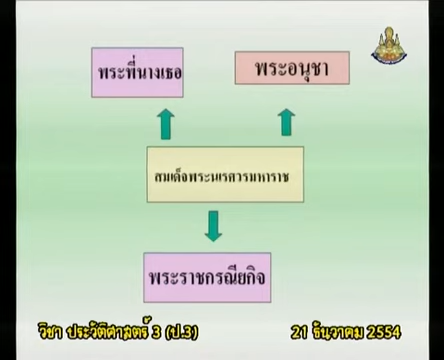 พระพี่นางเธอ
พระอนุชา
สมเด็จพระนเรศวรมหาราช
พระราชกรณียกิจ
วิชา ประวัติศาสตร์ 3 (ป.3)
21 ธันวาคม 2554